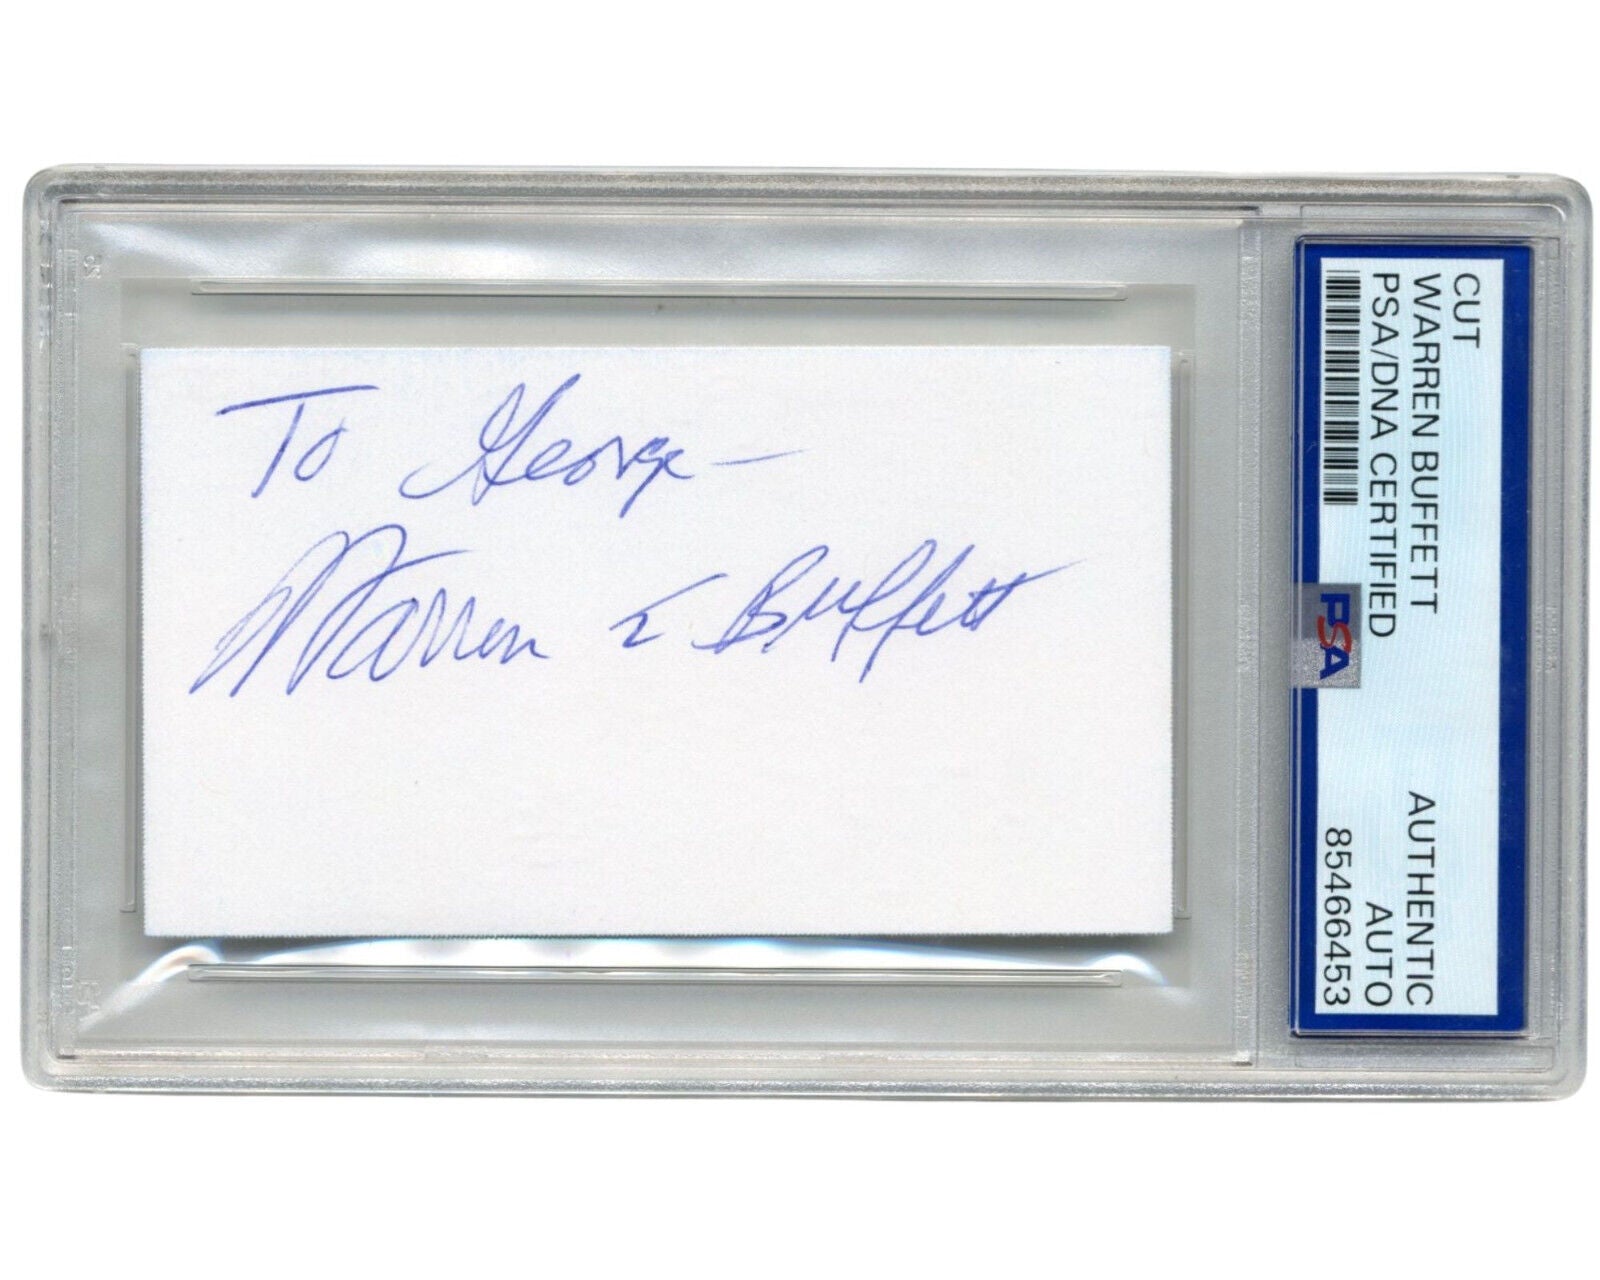 To George —
Warren E Buffett
CUT
WARREN BUFFETT
PSA/DNA CERTIFIED
AUTHENTIC
AUTO
85466453
PSA